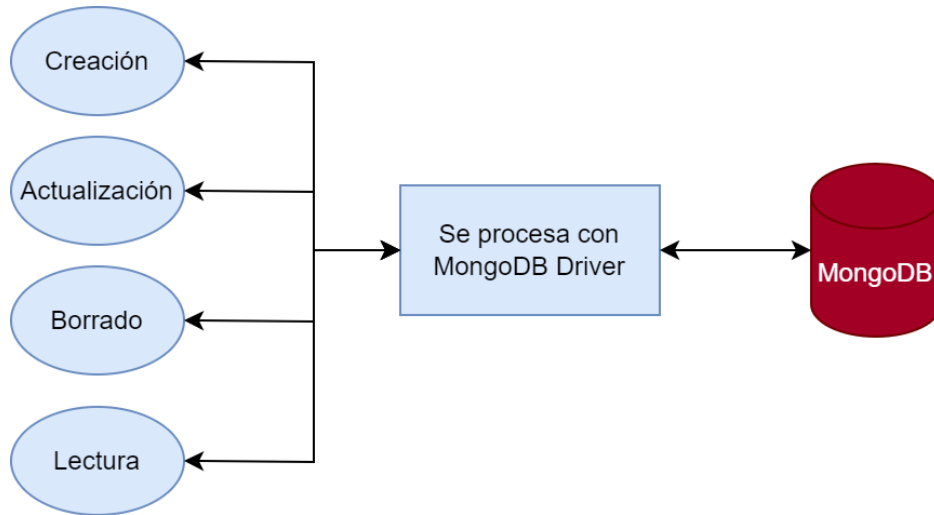 Creación
Actualización
Borrado
Lectura
Se procesa con
MongoDB Driver
MongoDB